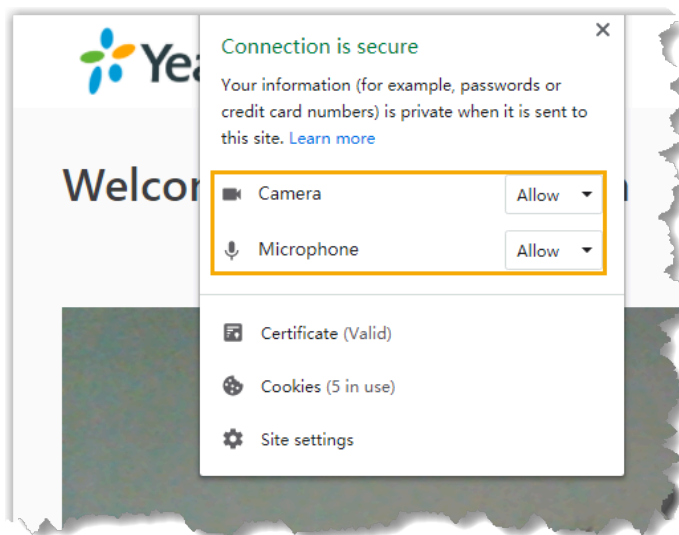 Yea
Connection is secure
Your information (for example, passwords or
credit card numbers) is private when it is sent to
this site. Learn more
Welcor
Camera
Allow
Microphone
Allow
Certificate (Valid)
Cookies (5 in use)
Site settings